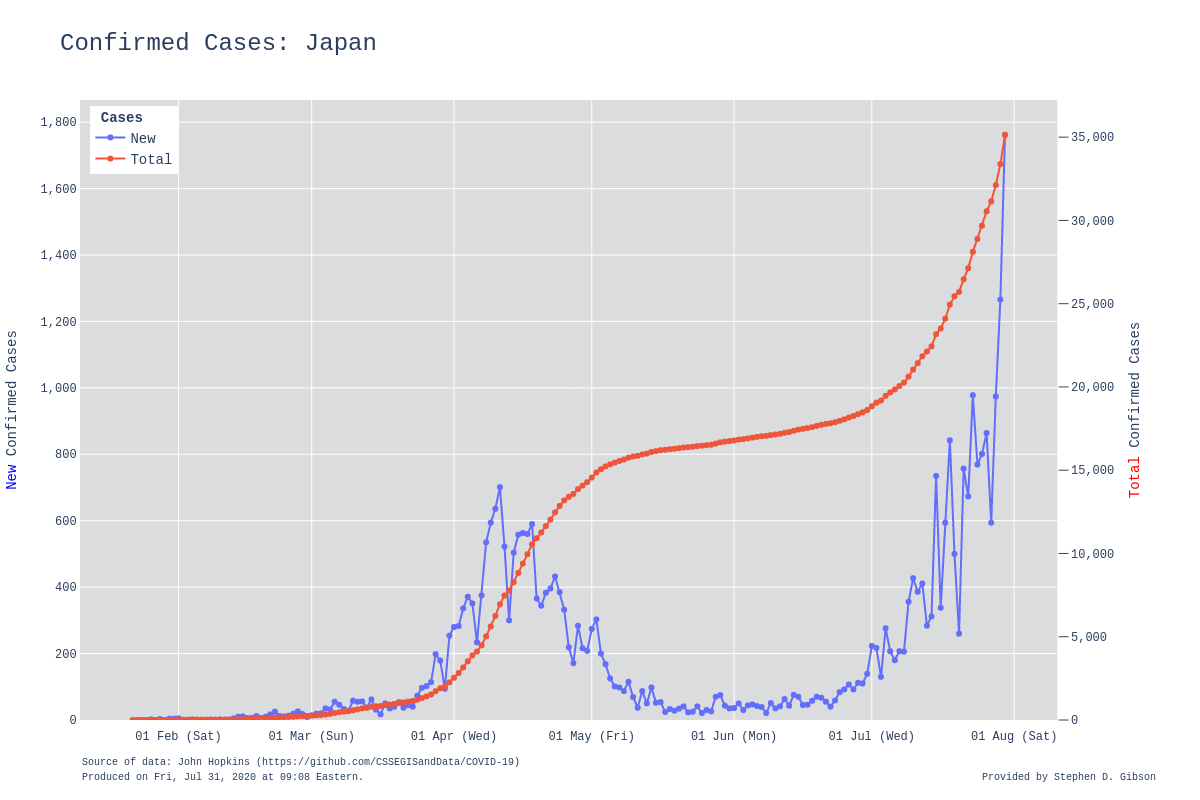 Confirmed Cases: Japan
Cases
New
Total
1,800
1,600
1,400
1,200
1,000
800
600
400
200
0
35,000
30,000
25,000
20,000
15,000
10,000
5,000
0
New Confirmed Cases
Total Confirmed Cases
01 Feb (Sat)
01 Mar (Sun)
01 Apr (Wed)
01 May (Fri)
01 Jun (Mon)
01 Jul (Wed)
01 Aug (Sat)
Source of data: John Hopkins (https://github.com/CSSEGISandData/COVID-19)
Produced on Fri, Jul 31, 2020 at 09:08 Eastern.
Provided by Stephen D. Gibson